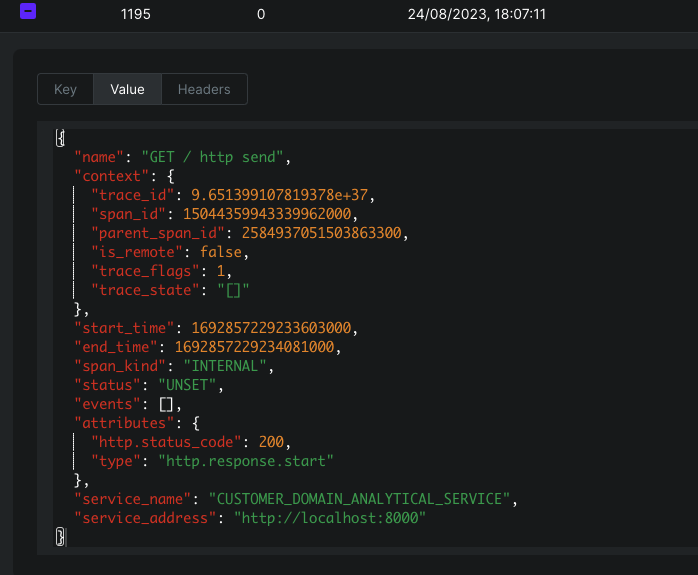 1195 0 24/08/2023, 18:07:11
Key Value Headers
{
"name": "GET / http send",
"context": {
"trace_id": 9.651399107819378e+37,
"span_id": 15044359943339962000,
"parent_span_id": 2584937051503863300,
"is_remote": false,
"trace_flags": 1,
"trace_state": "[]"
},
"start_time": 1692857229233603000,
"end_time": 1692857229234081000,
"span_kind": "INTERNAL",
"status": "UNSET",
"events": [],
"attributes": {
"http.status_code": 200,
"type": "http.response.start"
},
"service_name": "CUSTOMER_DOMAIN_ANALYTICAL_SERVICE",
"service_address": "http://localhost:8000"
}